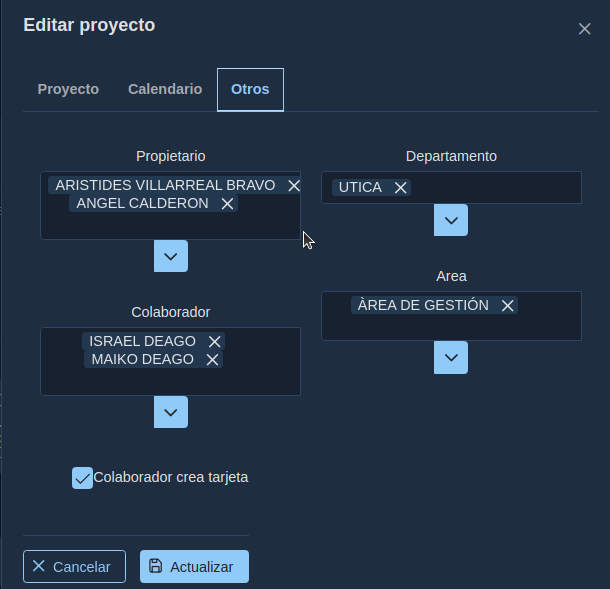 Editar proyecto
Proyecto
Calendario
Otros
Propietario
ARISTIDES VILLARREAL BRAVO
ANGEL CALDERON
Departamento
UTICA
Area
ÀREA DE GESTIÓN
Colaborador
ISRAEL DEAGO
MAIKO DEAGO
Colaborador crea tarjeta
Cancelar
Actualizar